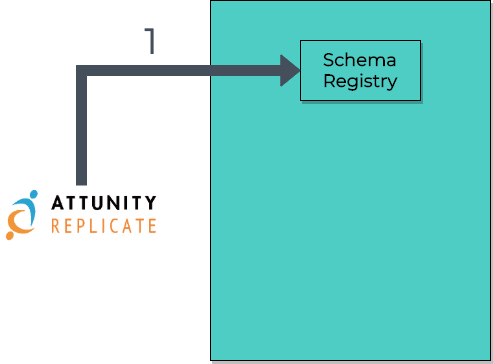 1
Schema
Registry
ATTUNITY
REPLICATE